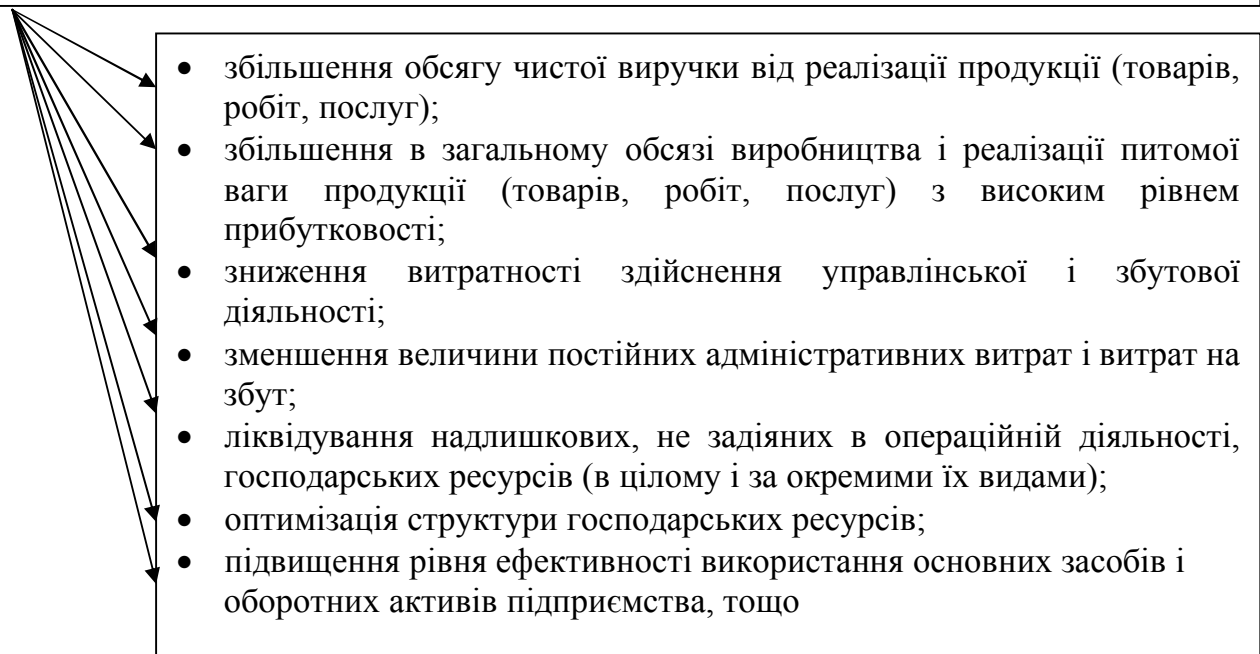 • збільшення обсягу чистої виручки від реалізації продукції (товарів,
робіт, послуг);
• збільшення в загальному обсязі виробництва і реалізації питомої
ваги продукції (товарів, робіт, послуг) з високим рівнем
прибутковості;
• зниження витратності здійснення управлінської і збутової
діяльності;
• зменшення величини постійних адміністративних витрат і витрат на
збут;
• ліквідування надлишкових, не задіяних в операційній діяльності,
господарських ресурсів (в цілому і за окремими їх видами);
• оптимізація структури господарських ресурсів;
• підвищення рівня ефективності використання основних засобів і
оборотних активів підприємства, тощо